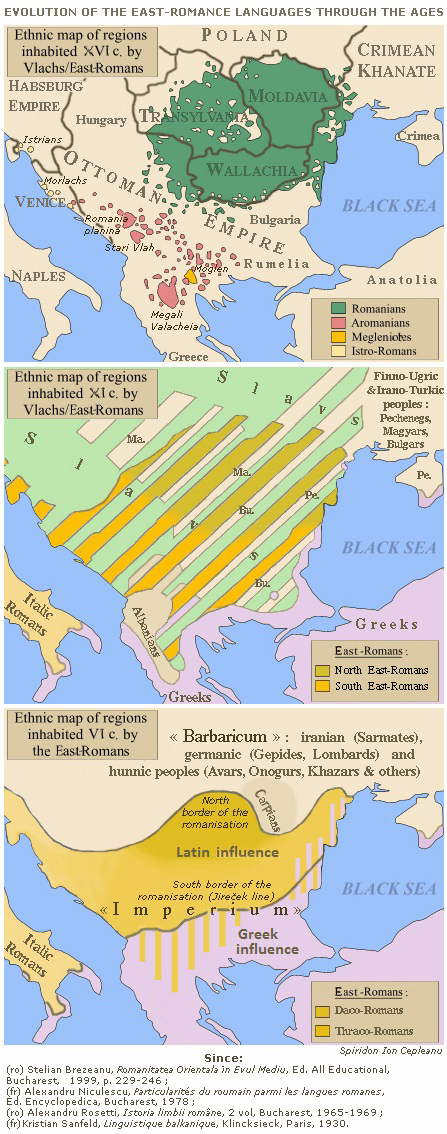 EVOLUTION OF THE EAST-ROMANCE LANGUAGES THROUGH THE AGES
Ethnic map of regions
inhabited XVI c. by
Vlachs/East-Romans
POLAND
CRIMEAN
KHANATE
HABSBURG
EMPIRE
Hungary
TRANSYLVANIA
MOLDAVIA
Crimea
Istrians
WALLACHIA
Morlachs
OTTOMAN
EMPIRE
VENICE
Romania
planina
Stari Vlah
Bulgaria
BLACK SEA
Rumelia
Moglen
NAPLES
Anatolia
Megali
Valacheia
Greece
Romanians
Aromanians
Megleniotes
Istro-Romans
Ethnic map of regions
inhabited XI c. by
Vlachs/East-Romans
Slavs
Finno-Ugric
&Irano-Turkic
peoples :
Pechenegs,
Magyars,
Bulgars
Slavs
Ma.
Ma.
Pe.
Pe.
Bu.
Bu.
BLACK SEA
Italic
Romans
Albanians
Greeks
Greeks
East-Romans:
North East-Romans
South East-Romans
Ethnic map of regions
inhabited VI c. by
the East-Romans
« Barbaricum » : iranian (Sarmates),
germanic (Gepides, Lombards) and
hunnic peoples (Avars, Onogurs, Khazars & others)
North
border of the
romanisation
Carpians
Latin influence
South border of the
romanisation (Jireček line)
BLACK SEA
« Imperium »
Greek
influence
Italic
Romans
East-Romans :
Daco-Romans
Thraco-Romans
Spiridon Ion Cepleanu
Since:
(ro) Stelian Brezeanu, Romanitatea Orientala în Evul Mediu, Ed. All Educational,
Bucharest, 1999, p. 229-246 ;
(fr) Alexandru Niculescu, Particularités du roumain parmi les langues romanes,
Ed. Encyclopedica, Bucharest, 1978 ;
(ro) Alexandru Rosetti, Istoria limbii române, 2 vol, Bucharest, 1965-1969 ;
(fr)Kristian Sanfeld, Linguistique balkanique, Klincksieck, Paris, 1930.